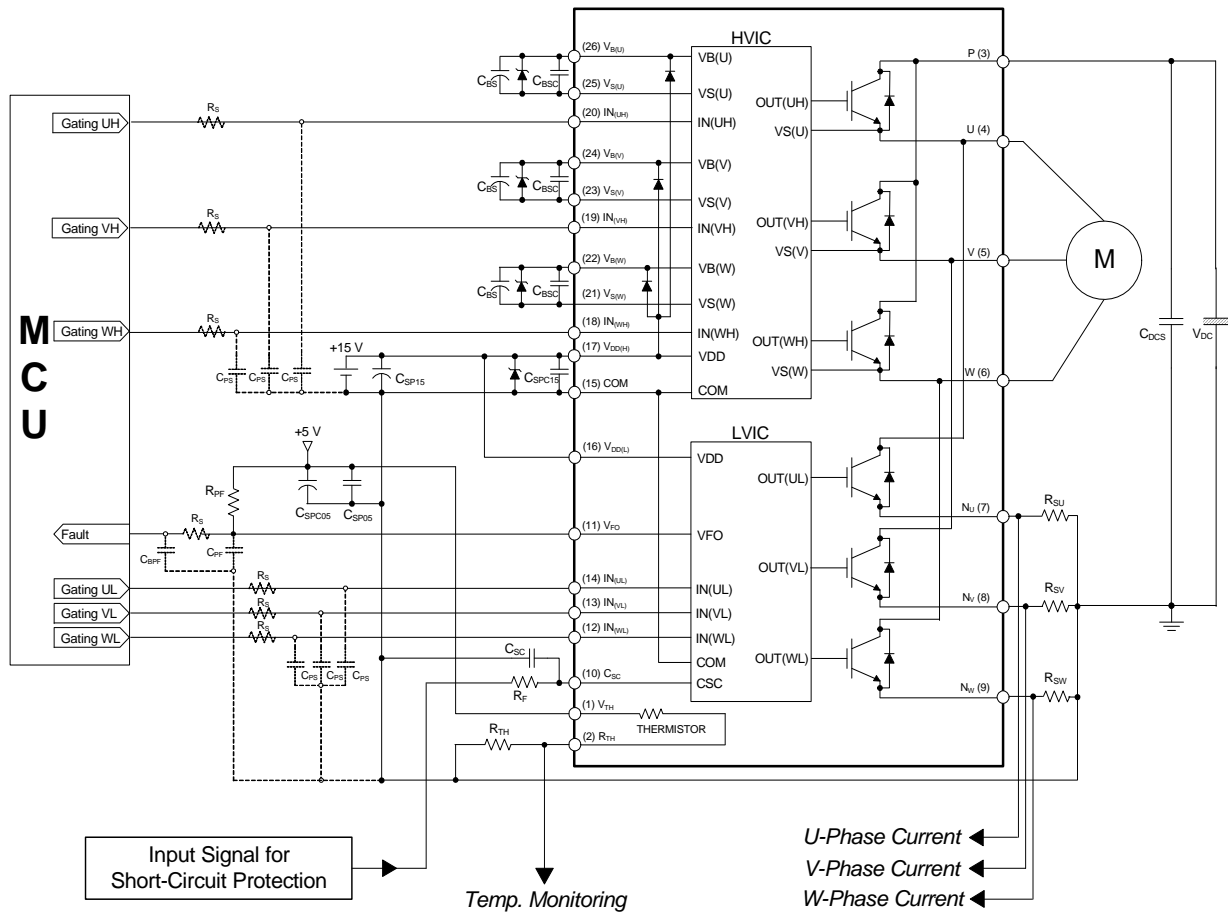 HVIC
(26) VB(U)
VB(U)
P (3)
CBS
CBSC
(25) VS(U)
VS(U)
OUT(UH)
Gating UH
RS
(20) IN(UH)
IN(UH)
VS(U)
U (4)
(24) VB(V)
VB(V)
CBS
CBSC
(23) VS(V)
VS(V)
Gating VH
RS
(19) IN(VH)
IN(VH)
OUT(VH)
VS(V)
V (5)
M
(22) VB(W)
VB(W)
CBS
CBSC
(21) VS(W)
VS(W)
MCU
Gating WH
RS
(18) IN(WH)
IN(WH)
OUT(WH)
CDCS
VDC
+15 V
(17) VDD(H)
VDD
CPS
CPS
CPS
CSP15
CSPC15
VS(W)
W (6)
(15) COM
COM
LVIC
+5 V
(16) VDD(L)
VDD
OUT(UL)
RPF
CSPC05
CSP05
NU (7)
RSU
Fault
RS
CBPF
CPF
(11) VFO
VFO
OUT(VL)
Gating UL
RS
(14) IN(UL)
IN(UL)
Gating VL
RS
(13) IN(VL)
IN(VL)
NV (8)
RSV
Gating WL
RS
(12) IN(WL)
IN(WL)
CPS
CPS
CPS
CSC
COM
OUT(WL)
RF
(10) CSC
CSC
NW (9)
RSW
(1) VTH
THERMISTOR
RTH
(2) RTH
Input Signal for
Short-Circuit Protection
Temp. Monitoring
U-Phase Current
V-Phase Current
W-Phase Current